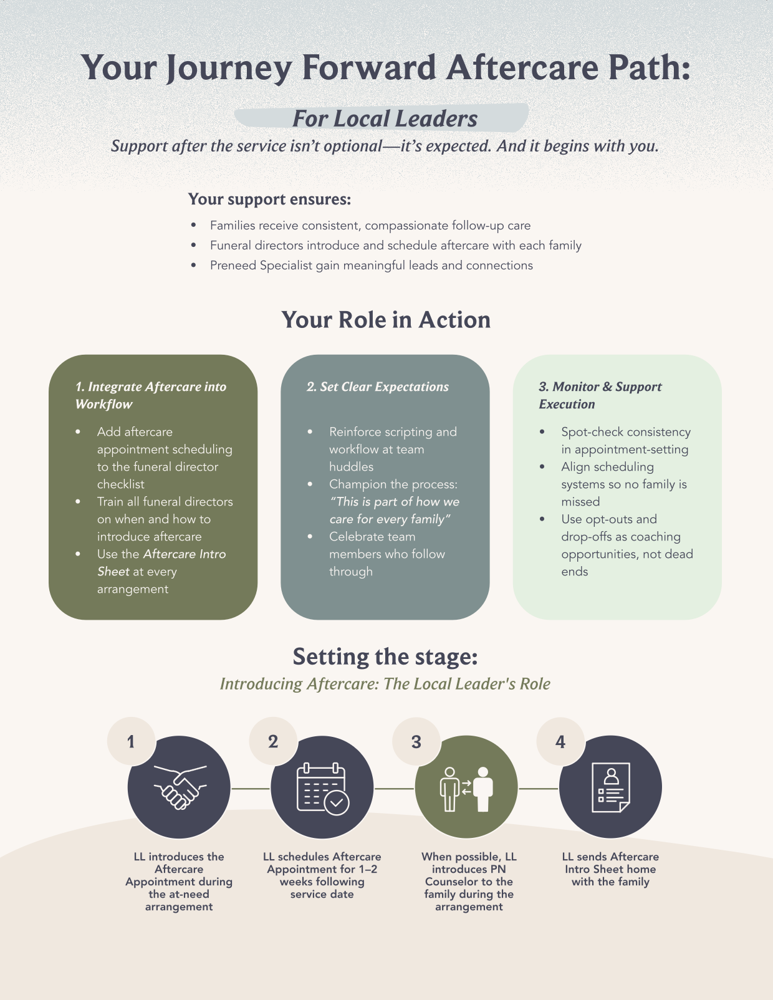 Your Journey Forward Aftercare Path:
For Local Leaders
Support after the service isn’t optional—it’s expected. And it begins with you.
Your support ensures:
• Families receive consistent, compassionate follow-up care
• Funeral directors introduce and schedule aftercare with each family
• Preneed Specialist gain meaningful leads and connections
Your Role in Action
1. Integrate Aftercare into
Workflow
• Add aftercare
appointment scheduling
to the funeral director
checklist
• Train all funeral directors
on when and how to
introduce aftercare
• Use the Aftercare Intro
Sheet at every
arrangement
2. Set Clear Expectations
• Reinforce scripting and
workflow at team
huddles
• Champion the process:
“This is part of how we
care for every family”
• Celebrate team
members who follow
through
3. Monitor & Support
Execution
• Spot-check consistency
in appointment-setting
• Align scheduling
systems so no family is
missed
• Use opt-outs and
drop-offs as coaching
opportunities, not dead
ends
Setting the stage:
Introducing Aftercare: The Local Leader's Role
1
LL introduces the
Aftercare
Appointment during
the at-need
arrangement
2
LL schedules Aftercare
Appointment for 1–2
weeks following
service date
3
When possible, LL
introduces PN
Counselor to the
family during the
arrangement
4
LL sends Aftercare
Intro Sheet home
with the family